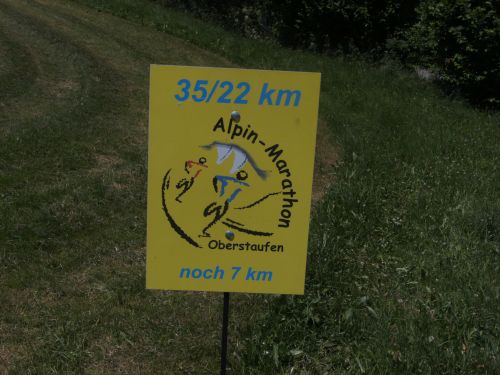 35/22 km
Alpin-Marathon
Oberstaufen
noch 7 km